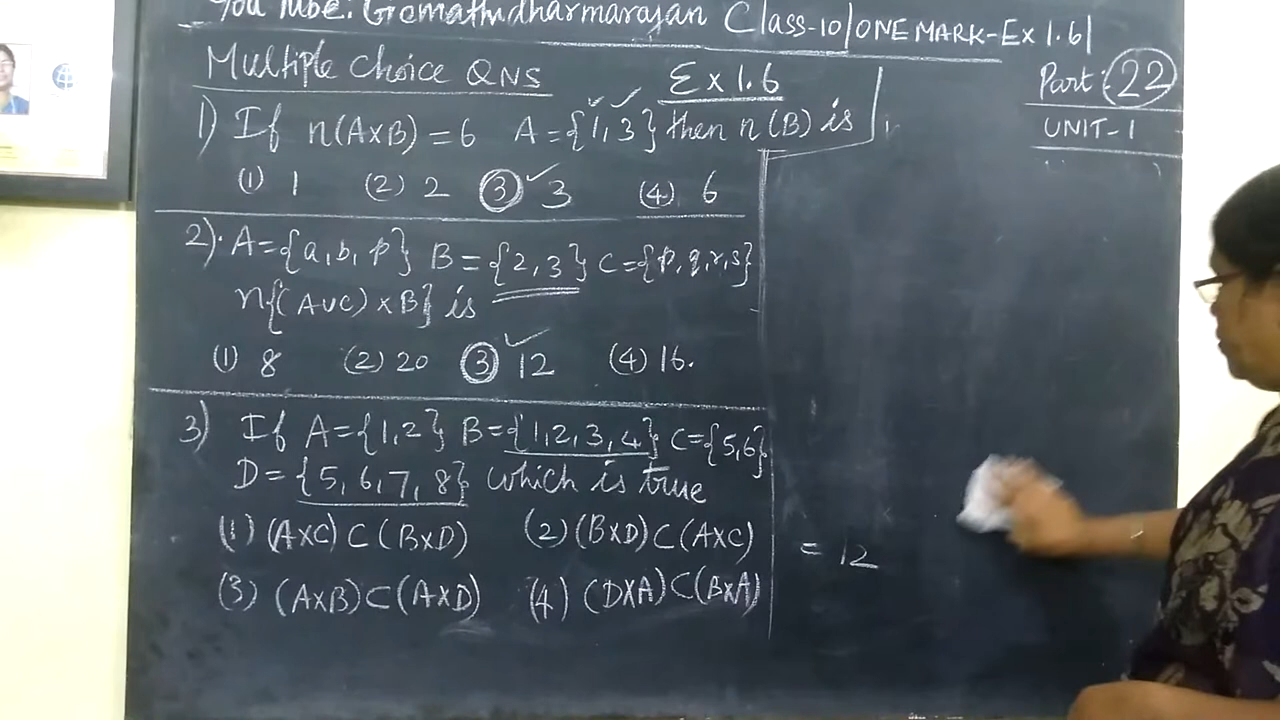 You Tube: Gomathidharmarajan Class-10|ONE MARK-Ex 1.6|
Multiple Choice QNS Ex 1.6
Part: 22
UNIT-1
1) If n(A×B) = 6 A = {1, 3} then n(B) is
(1) 1 (2) 2 (3) 3 (4) 6
2). A = {a, b, p} B = {2, 3} C = {p, q, r, s}
n{(A∪C) × B} is
(1) 8 (2) 20 (3) 12 (4) 16.
3) If A = {1, 2} B = {1, 2, 3, 4} C = {5, 6}
D = {5, 6, 7, 8} which is true
(1) (A×C) ⊂ (B×D) (2) (B×D) ⊂ (A×C)
(3) (A×B) ⊂ (A×D) (4) (D×A) ⊂ (B×A)
= 12